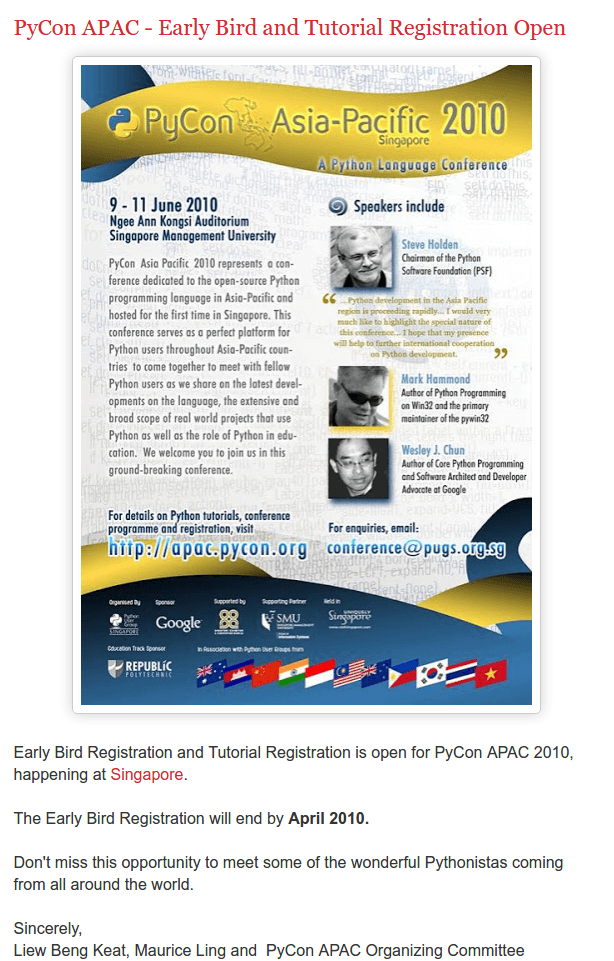 PyCon APAC - Early Bird and Tutorial Registration Open
PyCon Asia-Pacific 2010
Singapore
A Python Language Conference
9 - 11 June 2010
Ngee Ann Kongsi Auditorium
Singapore Management University
PyCon Asia Pacific 2010 represents a con-
ference dedicated to the open-source Python
programming language in Asia-Pacific and
hosted for the first time in Singapore. This
conference serves as a perfect platform for
Python users throughout Asia-Pacific coun-
tries to come together to meet with fellow
Python users as we share on the latest devel-
opments on the language, the extensive and
broad scope of real world projects that use
Python as well as the role of Python in edu-
cation. We welcome you to join us in this
ground-breaking conference.
For details on Python tutorials, conference
programme and registration, visit
http://apac.pycon.org
Speakers include
Steve Holden
Chairman of the Python
Software Foundation (PSF)
“ ...Python development in the Asia Pacific
region is proceeding rapidly... I would very
much like to highlight the special nature of
this conference... I hope that my presence
will help to further international cooperation
on Python development. ”
Mark Hammond
Author of Python Programming
on Win32 and the primary
maintainer of the pywin32
Wesley J. Chun
Author of Core Python Programming
and Software Architect and Developer
Advocate at Google
For enquiries, email:
conference@pugs.org.sg
Organised By
Python
User
Group
SINGAPORE
Sponsor
Google
Supported by
Supporting Partner
SMU
Held in
UNIQUELY
Singapore
Education Track Sponsor
REPUBLIC
POLYTECHNIC
In Association with Python User Groups from
Early Bird Registration and Tutorial Registration is open for PyCon APAC 2010,
happening at Singapore.
The Early Bird Registration will end by April 2010.
Don't miss this opportunity to meet some of the wonderful Pythonistas coming
from all around the world.
Sincerely,
Liew Beng Keat, Maurice Ling and  PyCon APAC Organizing Committee